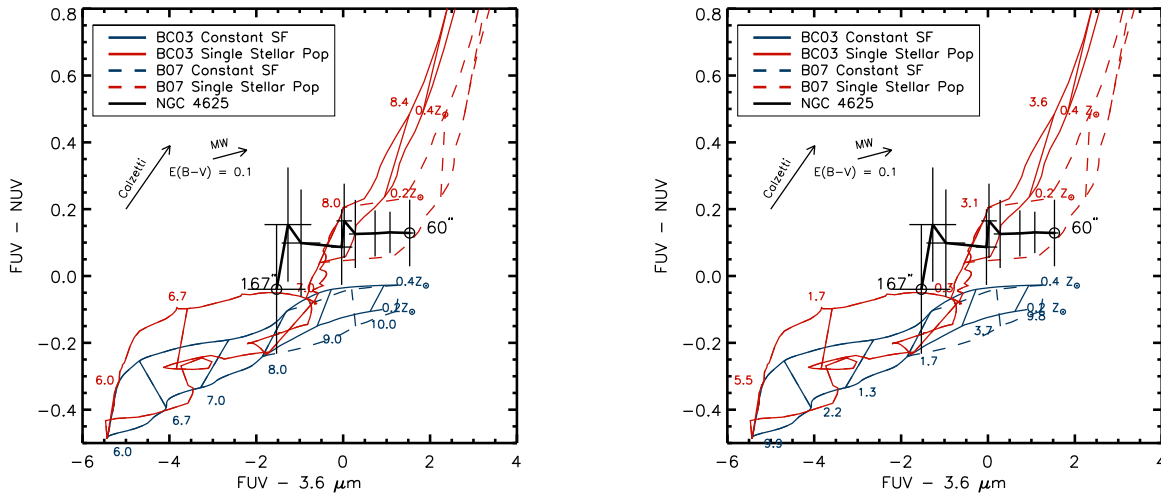 0.8
0.6
0.4
0.2
0.0
-0.2
-0.4
FUV - NUV
BC03 Constant SF
BC03 Single Stellar Pop
B07 Constant SF
B07 Single Stellar Pop
NGC 4625
Calzetti
MW
E(B-V) = 0.1
8.4
0.4Z⊙
8.0
0.2Z⊙
60"
167"
7.0
6.7
0.4Z⊙
0.2Z⊙
10.0
9.0
8.0
6.0
7.0
6.7
6.0
-6
-4
-2
0
2
4
FUV - 3.6 μm
0.8
0.6
0.4
0.2
0.0
-0.2
-0.4
FUV - NUV
BC03 Constant SF
BC03 Single Stellar Pop
B07 Constant SF
B07 Single Stellar Pop
NGC 4625
Calzetti
MW
E(B-V) = 0.1
3.6
0.4 Z⊙
3.1
0.2 Z⊙
60"
167"
0.3
1.7
0.4 Z⊙
0.2 Z⊙
9.8
3.7
1.7
5.5
1.3
2.2
9.9
-6
-4
-2
0
2
4
FUV - 3.6 μm